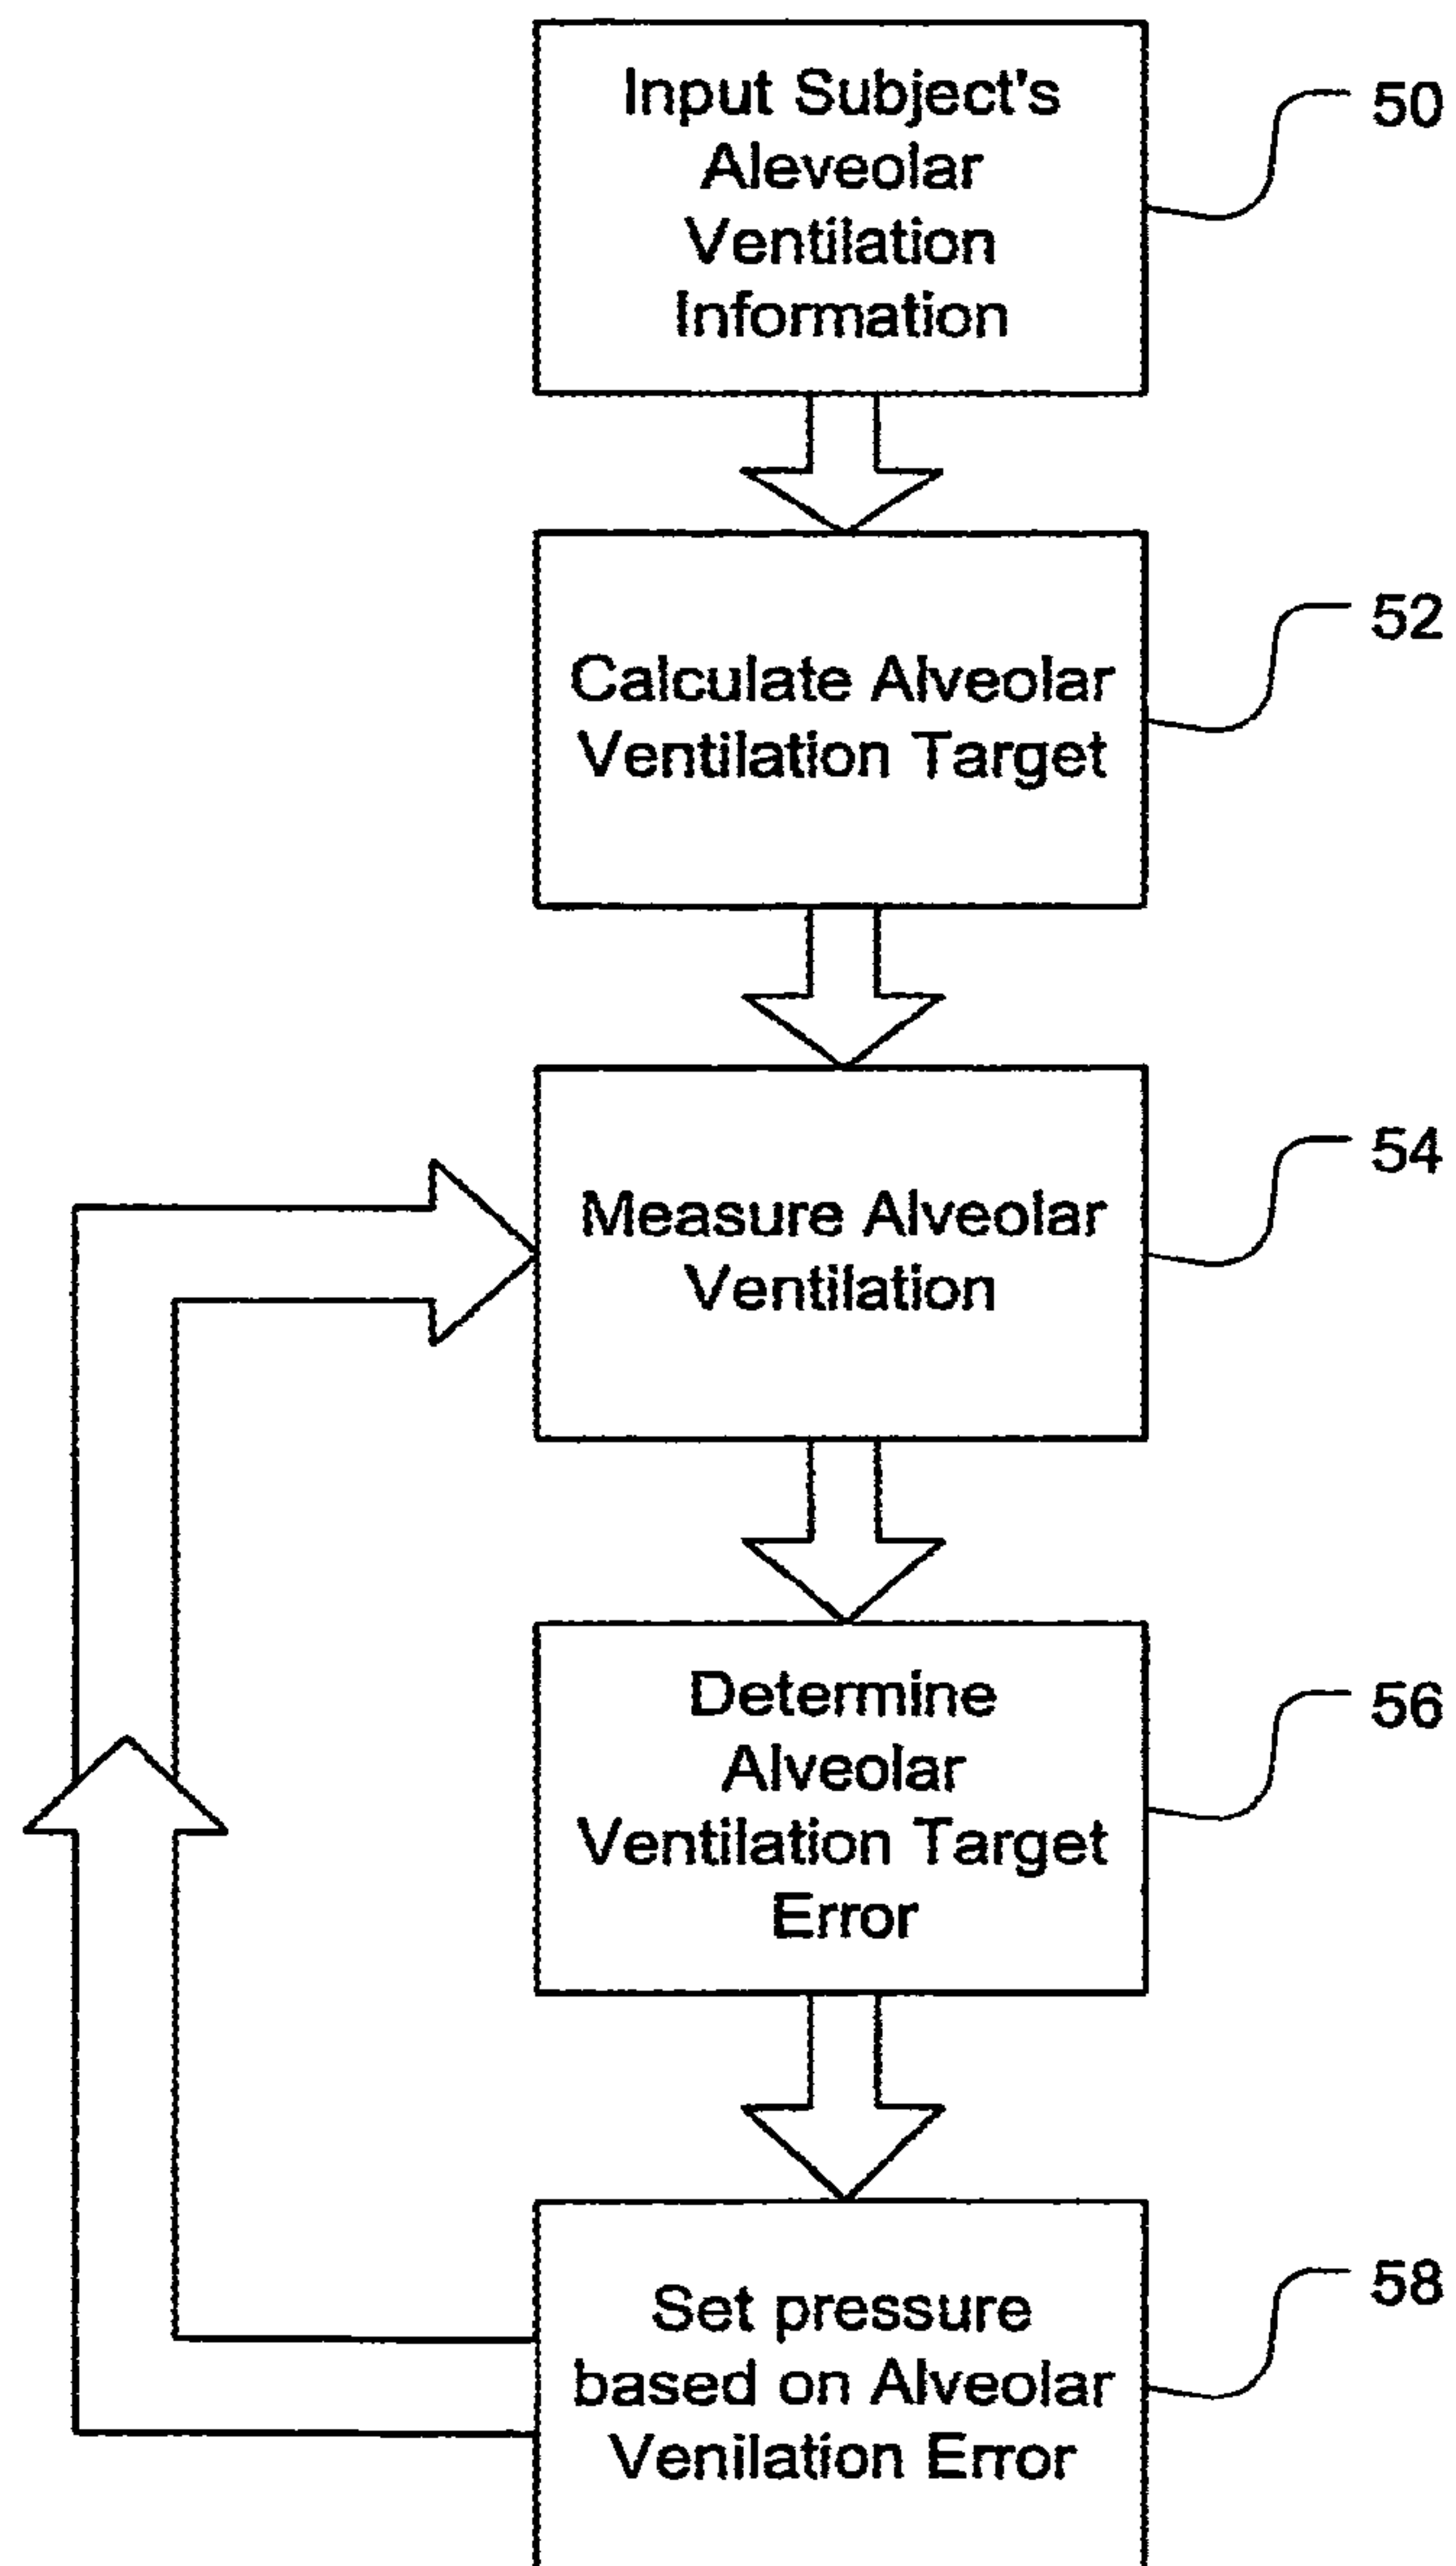 Input Subject's
Aleveolar
Ventilation
Information
50
Calculate Alveolar
Ventilation Target
52
Measure Alveolar
Ventilation
54
Determine
Alveolar
Ventilation Target
Error
56
Set pressure
based on Alveolar
Venilation Error
58